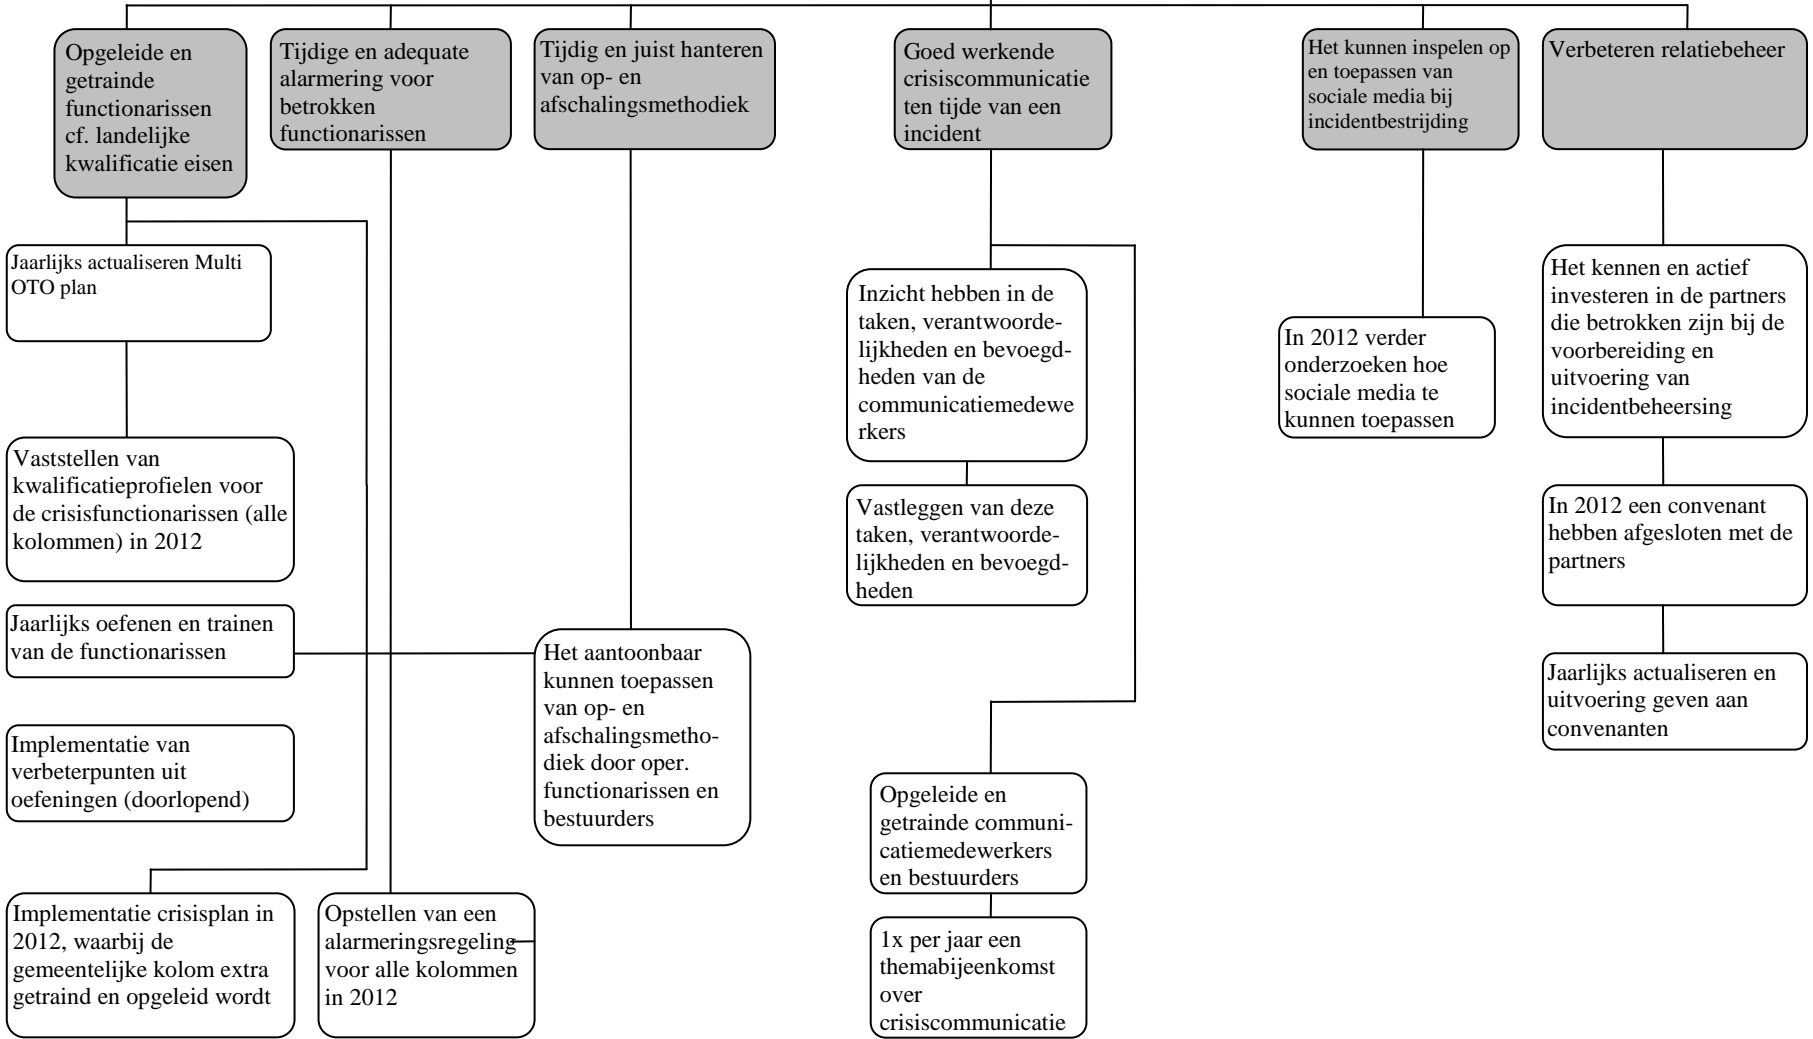 Opgeleide en
getrainde
functionarissen
cf. landelijke
kwalificatie eisen
Tijdige en adequate
alarmering voor
betrokken
functionarissen
Tijdig en juist hanteren
van op- en
afschalingsmethodiek
Goed werkende
crisiscommunicatie
ten tijde van een
incident
Het kunnen inspelen op
en toepassen van
sociale media bij
incidentbestrijding
Verbeteren relatiebeheer
Jaarlijks actualiseren Multi
OTO plan
Vaststellen van
kwalificatieprofielen voor
de crisisfunctionarissen (alle
kolommen) in 2012
Jaarlijks oefenen en trainen
van de functionarissen
Implementatie van
verbeterpunten uit
oefeningen (doorlopend)
Implementatie crisisplan in
2012, waarbij de
gemeentelijke kolom extra
getraind en opgeleid wordt
Opstellen van een
alarmeringsregeling
voor alle kolommen
in 2012
Het aantoonbaar
kunnen toepassen
van op- en
afschalingsmetho-
diek door oper.
functionarissen en
bestuurders
Inzicht hebben in de
taken, verantwoorde-
lijkheden en bevoegd-
heden van de
communicatiemedewe
rkers
Vastleggen van deze
taken, verantwoorde-
lijkheden en bevoegd-
heden
Opgeleide en
getrainde communi-
catiemedewerkers
en bestuurders
1x per jaar een
themabijeenkomst
over
crisiscommunicatie
In 2012 verder
onderzoeken hoe
sociale media te
kunnen toepassen
Het kennen en actief
investeren in de partners
die betrokken zijn bij de
voorbereiding en
uitvoering van
incidentbeheersing
In 2012 een convenant
hebben afgesloten met de
partners
Jaarlijks actualiseren en
uitvoering geven aan
convenanten